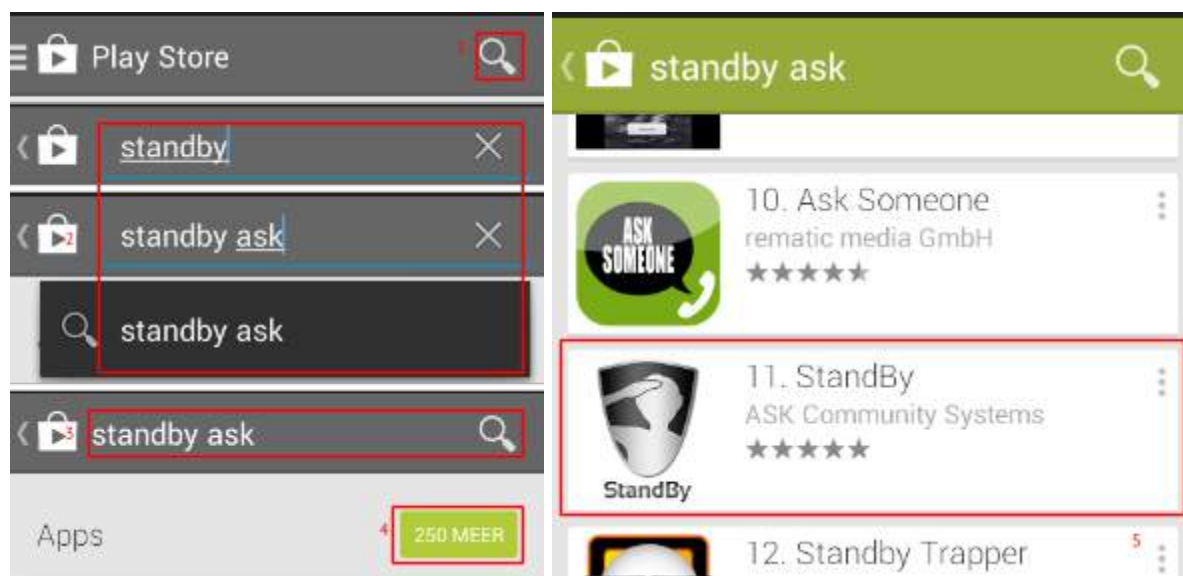 Play Store
1
standby
2
standby ask
standby ask
3
standby ask
Apps
4
250 MEER
standby ask
ASK
SOMEONE
10. Ask Someone
rematic media GmbH
StandBy
11. StandBy
ASK Community Systems
12. Standby Trapper
5